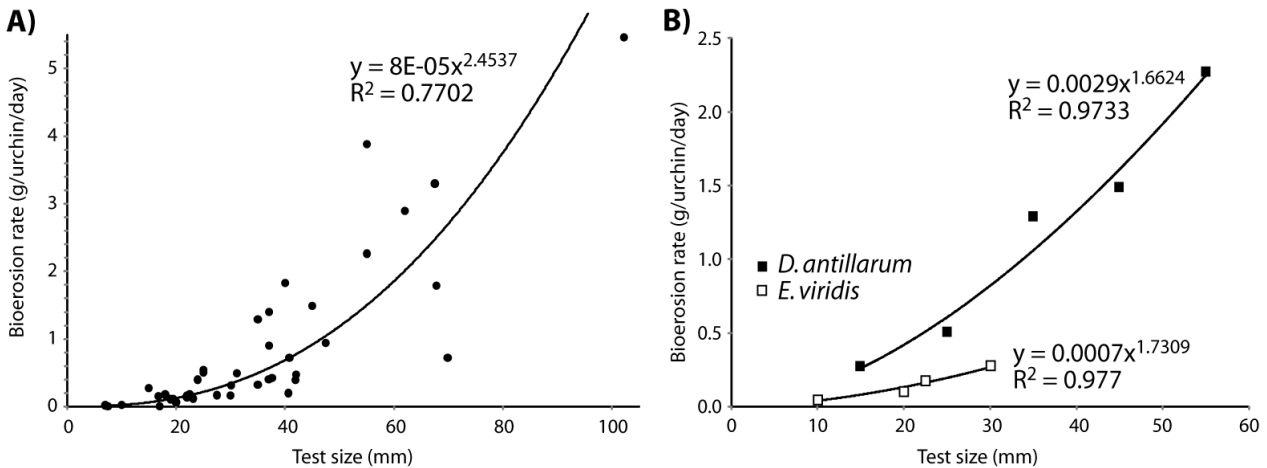 A)
Bioerosion rate (g/urchin/day)
5
4
3
2
1
0
y = 8E-05x^2.4537
R² = 0.7702
0 20 40 60 80 100
Test size (mm)
B)
Bioerosion rate (g/urchin/day)
2.5
2.0
1.5
1.0
0.5
0.0
y = 0.0029x^1.6624
R² = 0.9733
D. antillarum
E. viridis
y = 0.0007x^1.7309
R² = 0.977
0 10 20 30 40 50 60
Test size (mm)